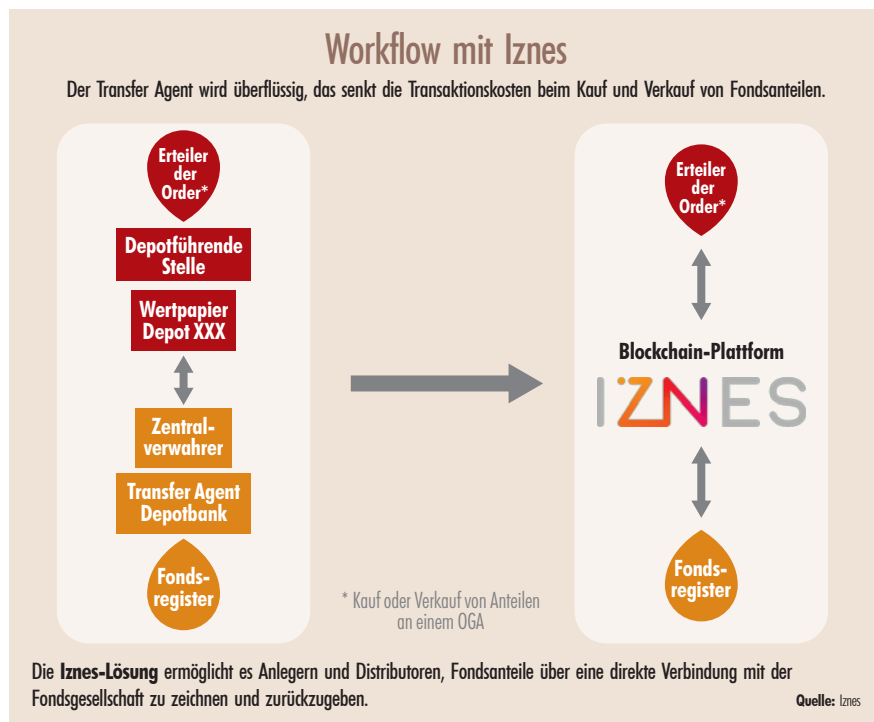 Workflow mit Iznes
Der Transfer Agent wird überflüssig, das senkt die Transaktionskosten beim Kauf und Verkauf von Fondsanteilen.
Erteiler
der
Order*
Depotführende
Stelle
Wertpapier
Depot XXX
Zentral-
verwahrer
Transfer Agent
Depotbank
Fonds-
register
Erteiler
der
Order*
Blockchain-Plattform
IZNES
Fonds-
register
* Kauf oder Verkauf von Anteilen
an einem OGA
Die Iznes-Lösung ermöglicht es Anlegern und Distributoren, Fondsanteile über eine direkte Verbindung mit der
Fondsgesellschaft zu zeichnen und zurückzugeben.
Quelle: Iznes